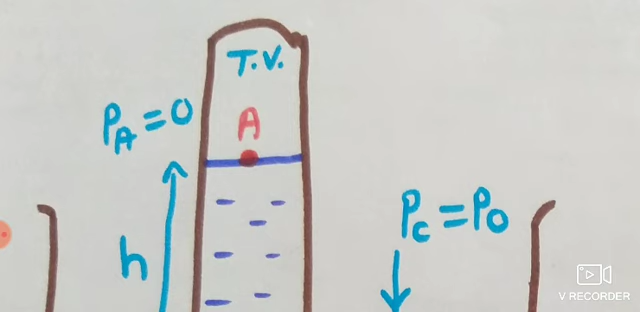 T.V.
P_A = 0
A
P_C = P_0
h
V RECORDER